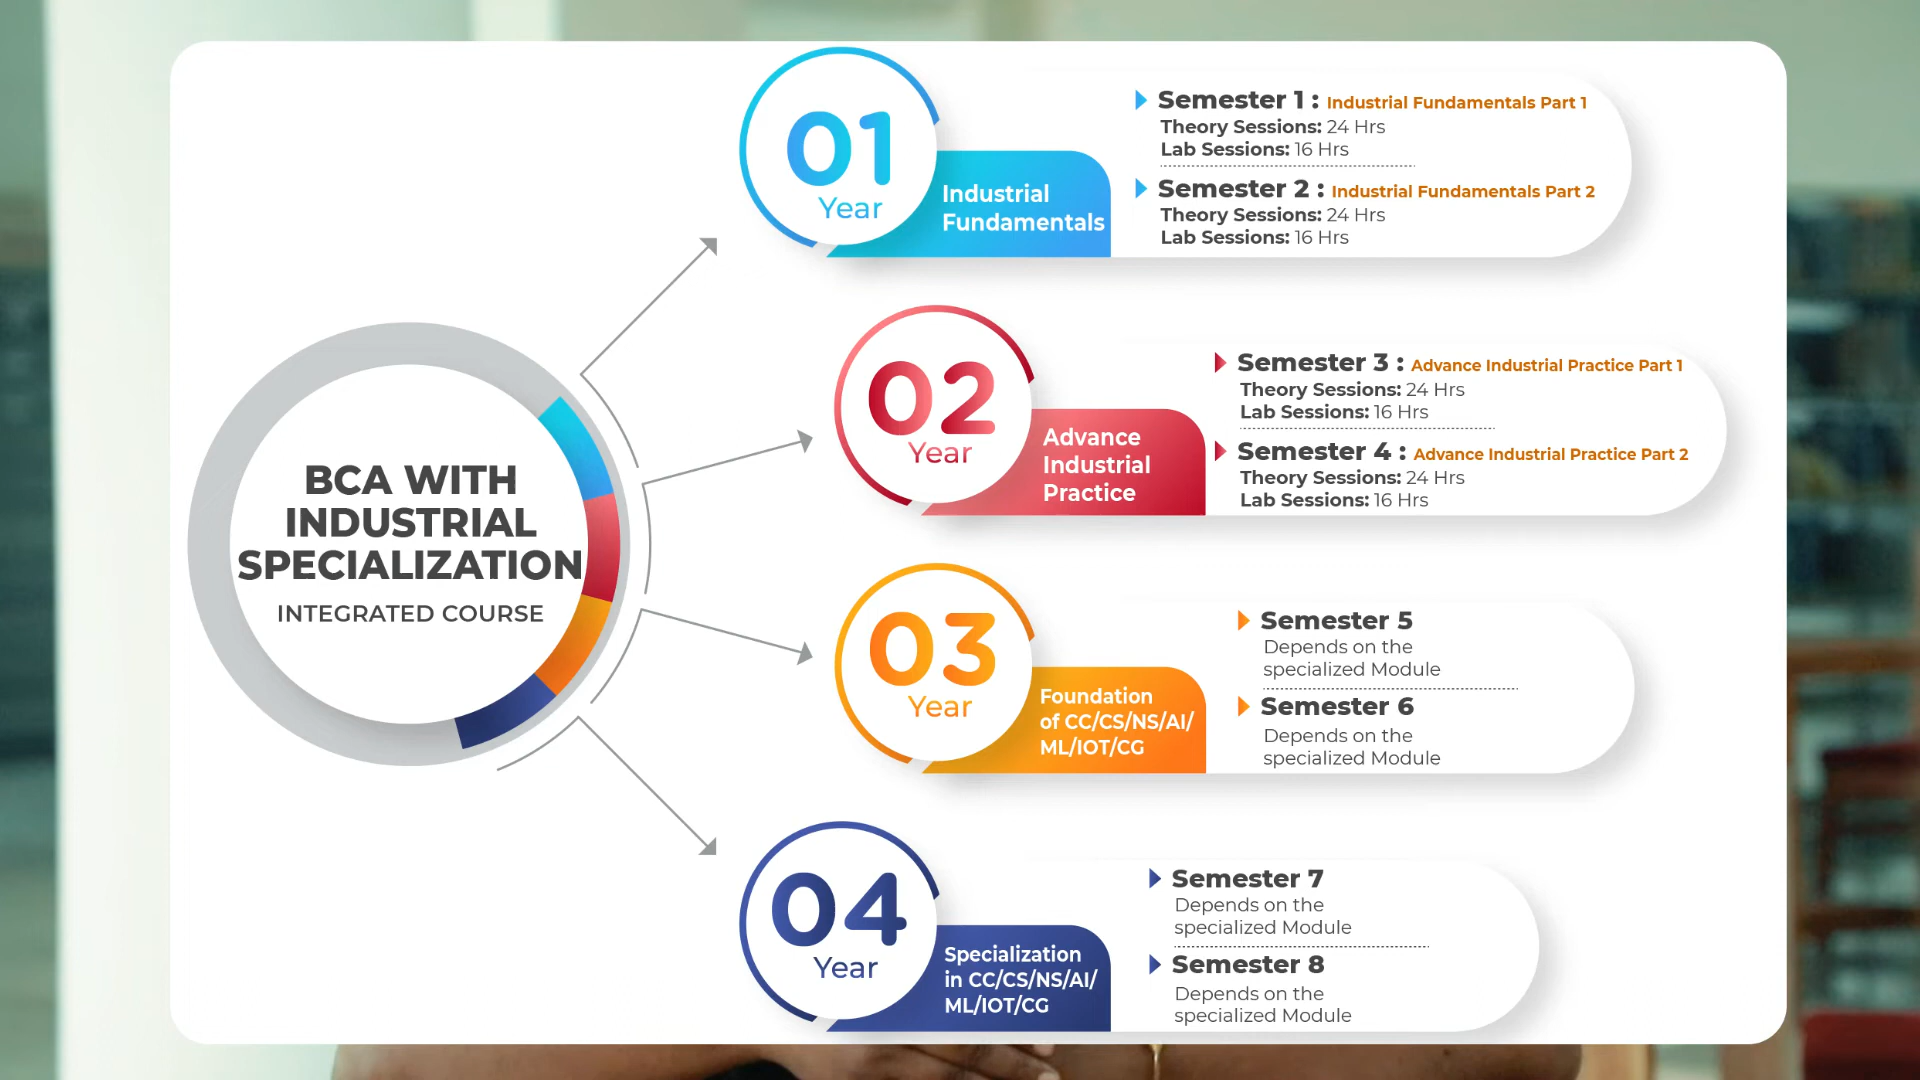 BCA WITH
INDUSTRIAL
SPECIALIZATION
INTEGRATED COURSE
01
Year
Industrial
Fundamentals
Semester 1 : Industrial Fundamentals Part 1
Theory Sessions: 24 Hrs
Lab Sessions: 16 Hrs
Semester 2 : Industrial Fundamentals Part 2
Theory Sessions: 24 Hrs
Lab Sessions: 16 Hrs
02
Year
Advance
Industrial
Practice
Semester 3 : Advance Industrial Practice Part 1
Theory Sessions: 24 Hrs
Lab Sessions: 16 Hrs
Semester 4 : Advance Industrial Practice Part 2
Theory Sessions: 24 Hrs
Lab Sessions: 16 Hrs
03
Year
Foundation
of CC/CS/NS/AI/
ML/IOT/CG
Semester 5
Depends on the
specialized Module
Semester 6
Depends on the
specialized Module
04
Year
Specialization
in CC/CS/NS/AI/
ML/IOT/CG
Semester 7
Depends on the
specialized Module
Semester 8
Depends on the
specialized Module